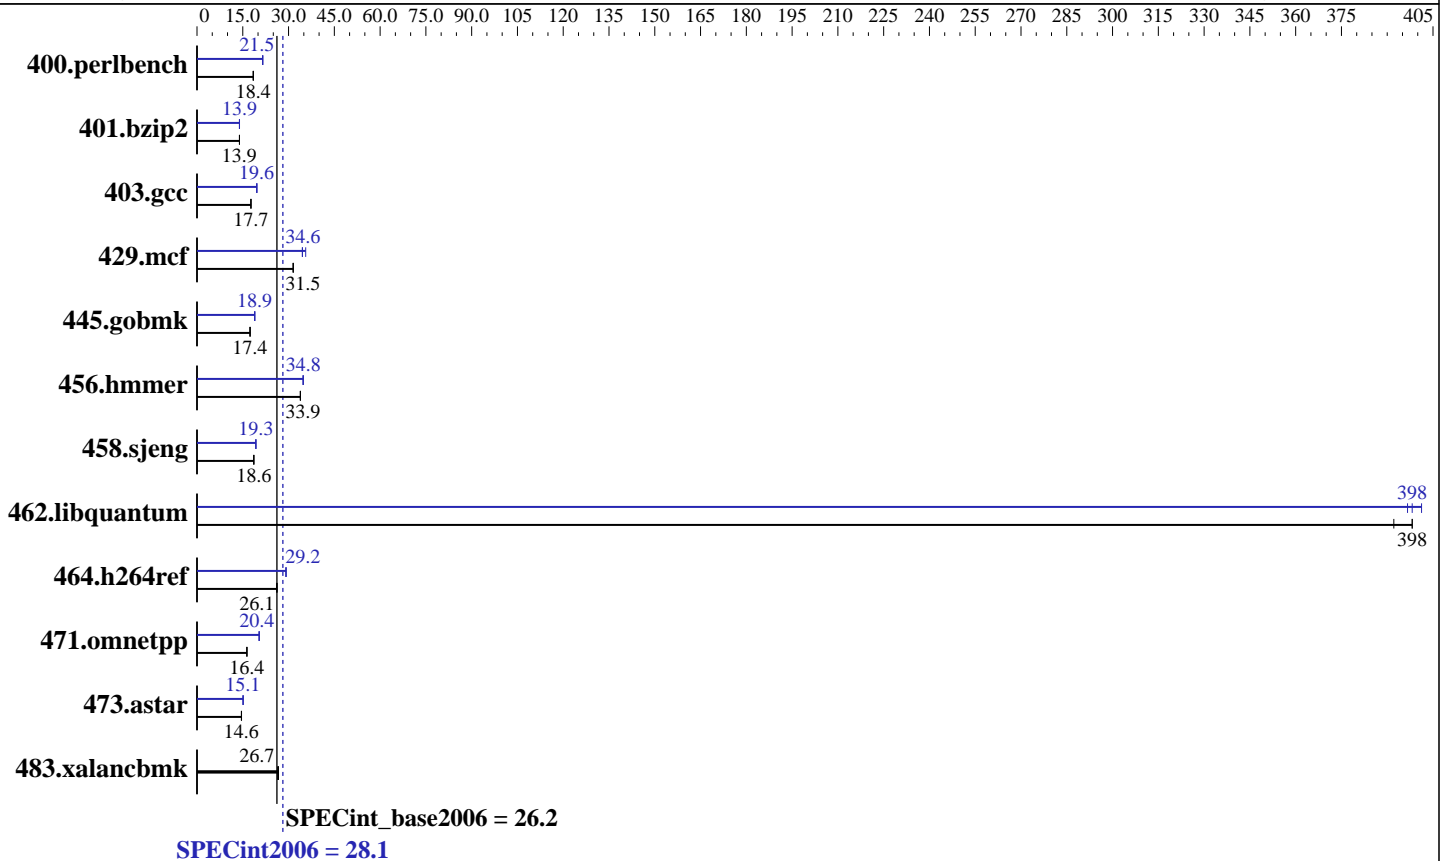 0 15.0 30.0 45.0 60.0 75.0 90.0 105 120 135 150 165 180 195 210 225 240 255 270 285 300 315 330 345 360 375 405
400.perlbench
21.5
18.4
401.bzip2
13.9
13.9
403.gcc
19.6
17.7
429.mcf
34.6
31.5
445.gobmk
18.9
17.4
456.hmmer
34.8
33.9
458.sjeng
19.3
18.6
462.libquantum
398
398
464.h264ref
29.2
26.1
471.omnetpp
20.4
16.4
473.astar
15.1
14.6
483.xalancbmk
26.7
SPECint_base2006 = 26.2
SPECint2006 = 28.1